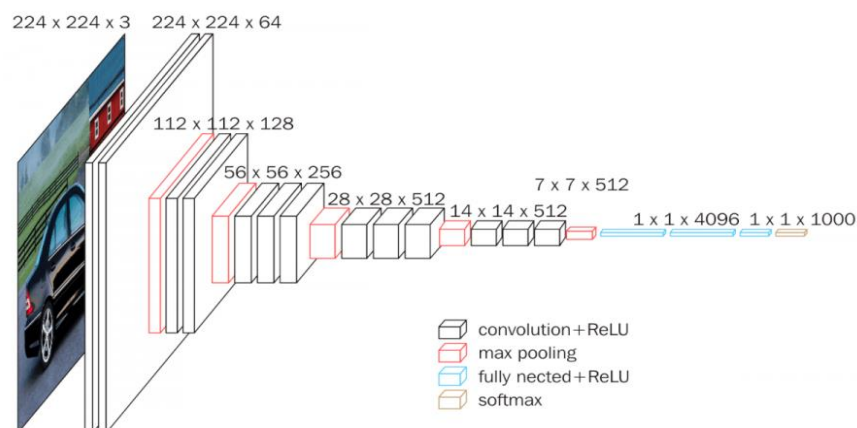 224 x 224 x 3
224 x 224 x 64
112 x 112 x 128
56 x 56 x 256
28 x 28 x 512
14 x 14 x 512
7 x 7 x 512
1 x 1 x 4096
1 x 1 x 1000
convolution+ReLU
max pooling
fully nected+ReLU
softmax